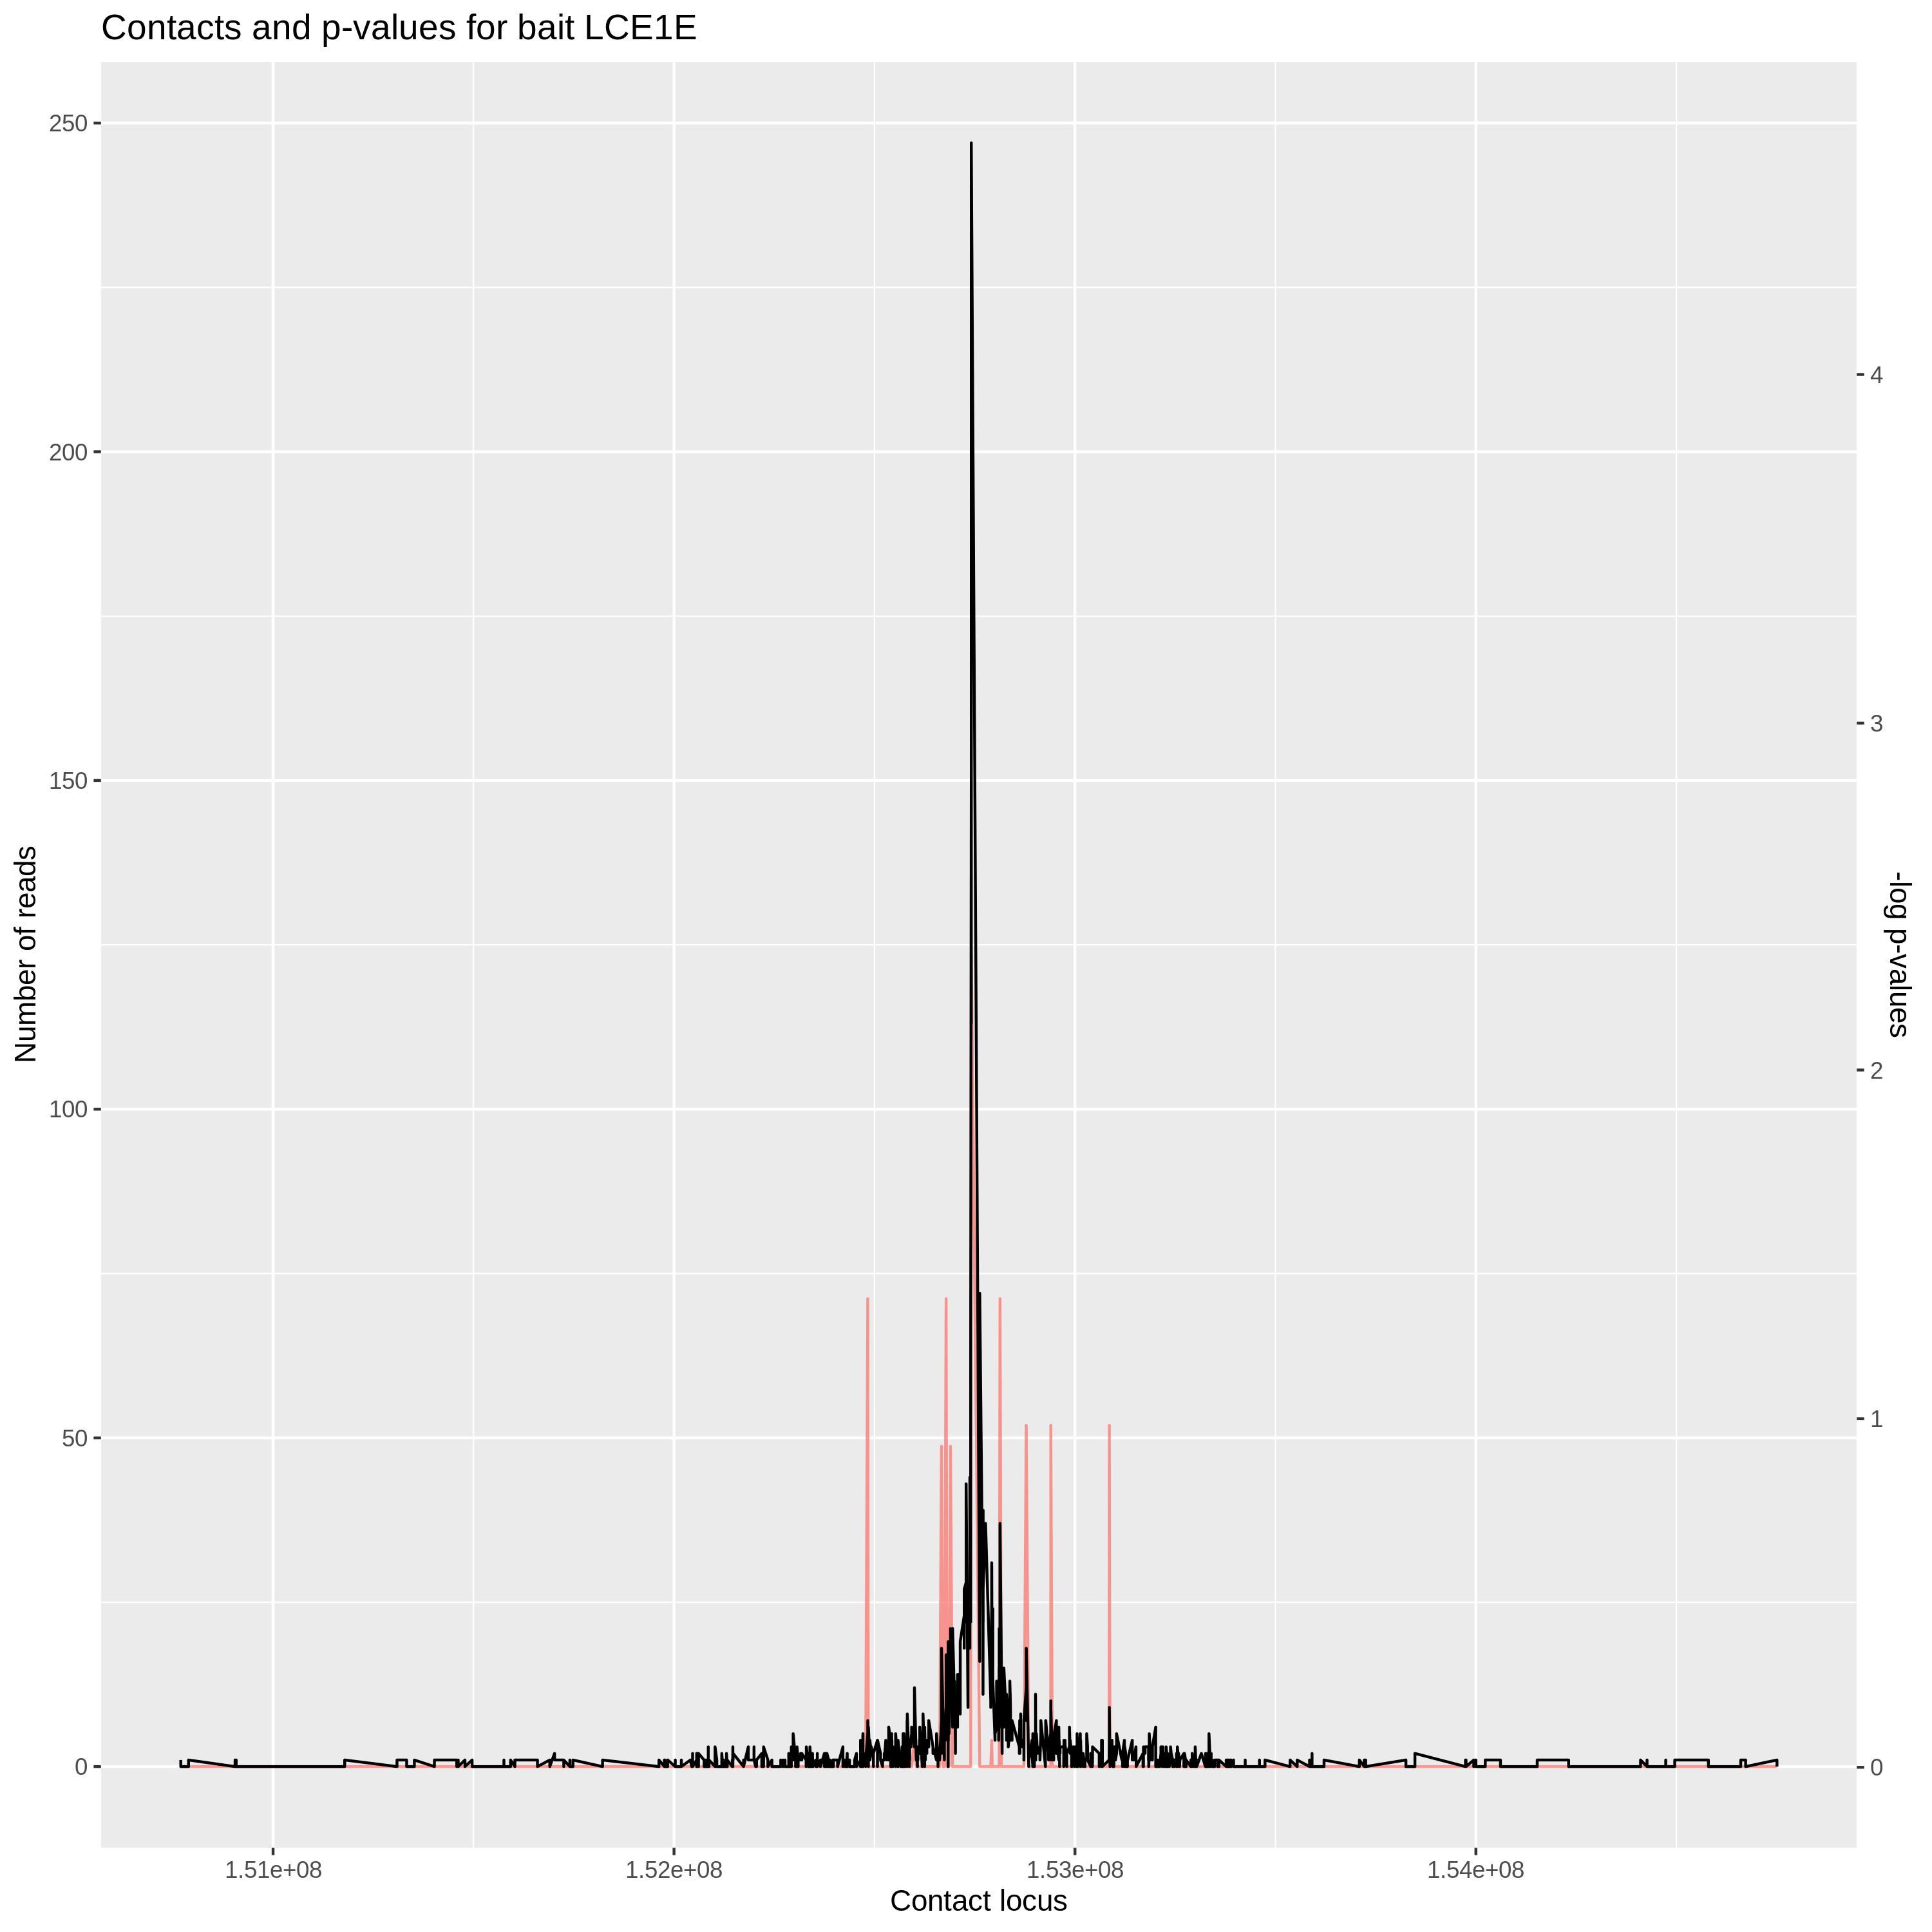 Contacts and p-values for bait LCE1E
250
200
150
100
50
0
Number of reads
4
3
2
1
0
-log p-values
1.51e+08
1.52e+08
1.53e+08
1.54e+08
Contact locus